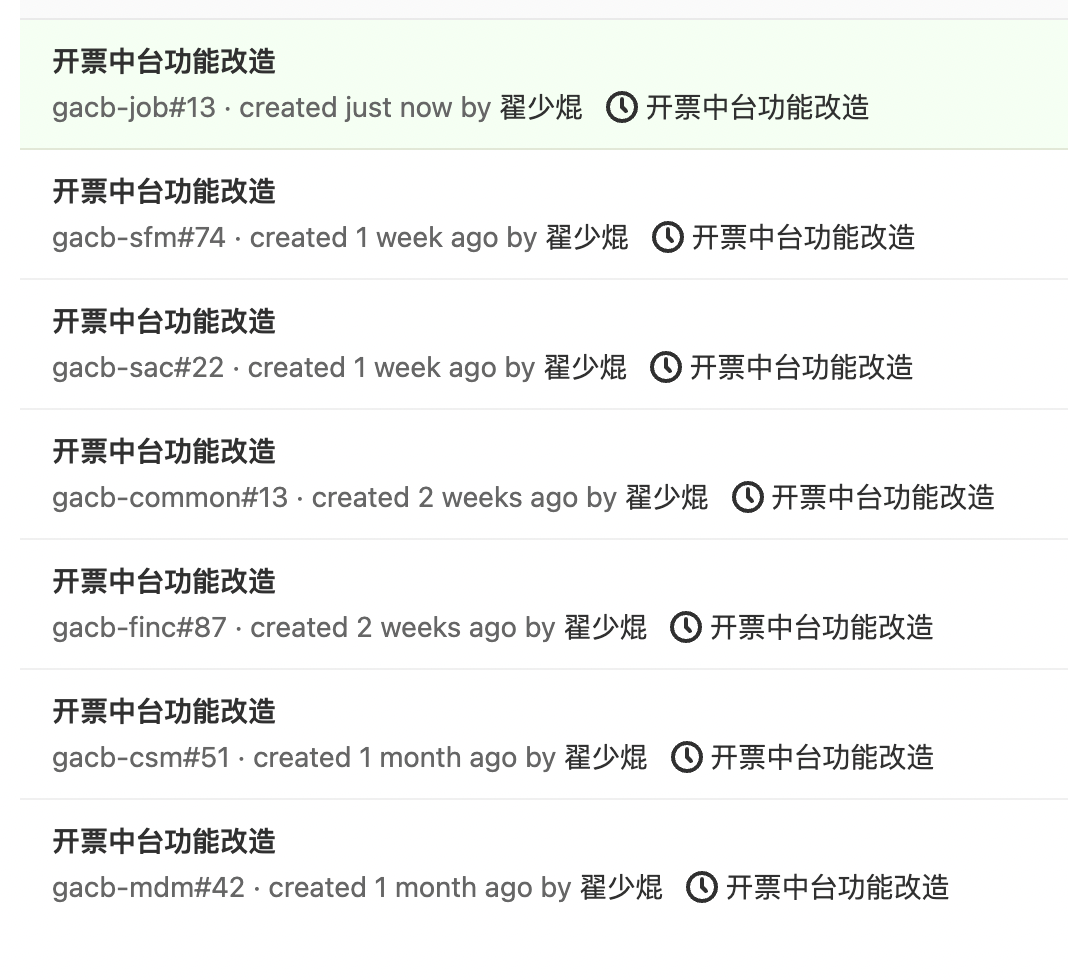 开票中台功能改造
gacb-job#13 · created just now by 翟少焜 开票中台功能改造
开票中台功能改造
gacb-sfm#74 · created 1 week ago by 翟少焜 开票中台功能改造
开票中台功能改造
gacb-sac#22 · created 1 week ago by 翟少焜 开票中台功能改造
开票中台功能改造
gacb-common#13 · created 2 weeks ago by 翟少焜 开票中台功能改造
开票中台功能改造
gacb-finc#87 · created 2 weeks ago by 翟少焜 开票中台功能改造
开票中台功能改造
gacb-csm#51 · created 1 month ago by 翟少焜 开票中台功能改造
开票中台功能改造
gacb-mdm#42 · created 1 month ago by 翟少焜 开票中台功能改造